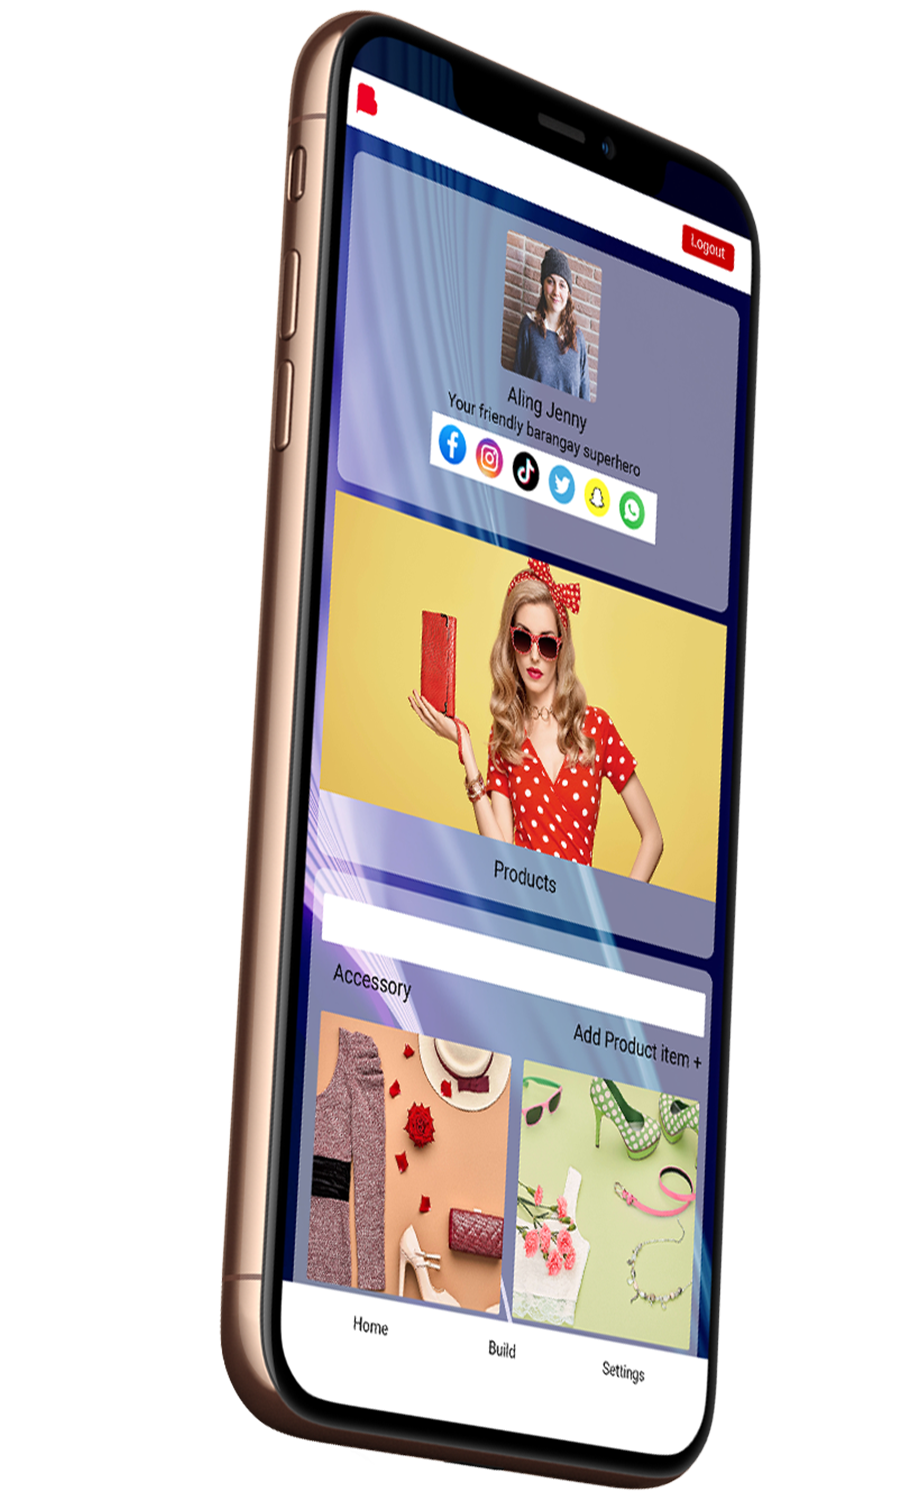 Logout
Aling Jenny
Your friendly barangay superhero
Products
Accessory
Add Product item +
Home
Build
Settings